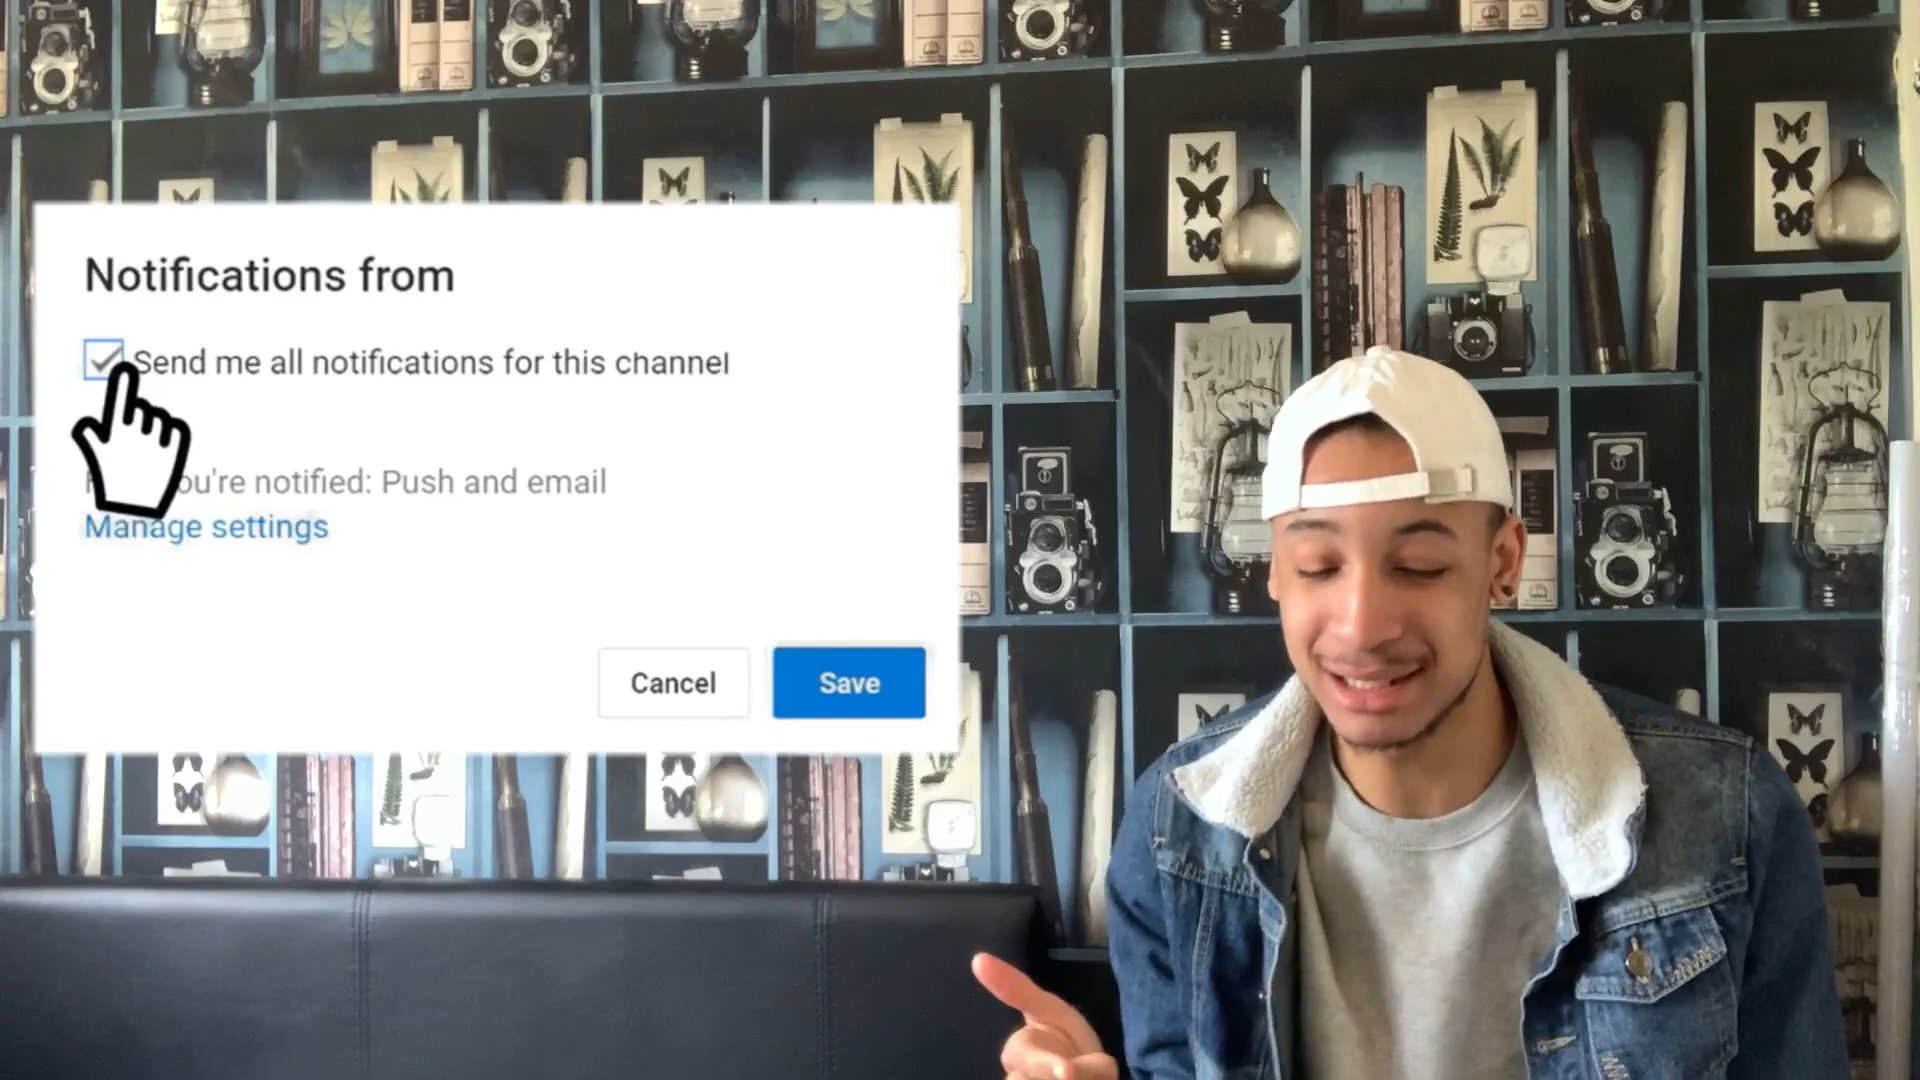 Notifications from
Send me all notifications for this channel
ou're notified: Push and email
Manage settings
Cancel
Save